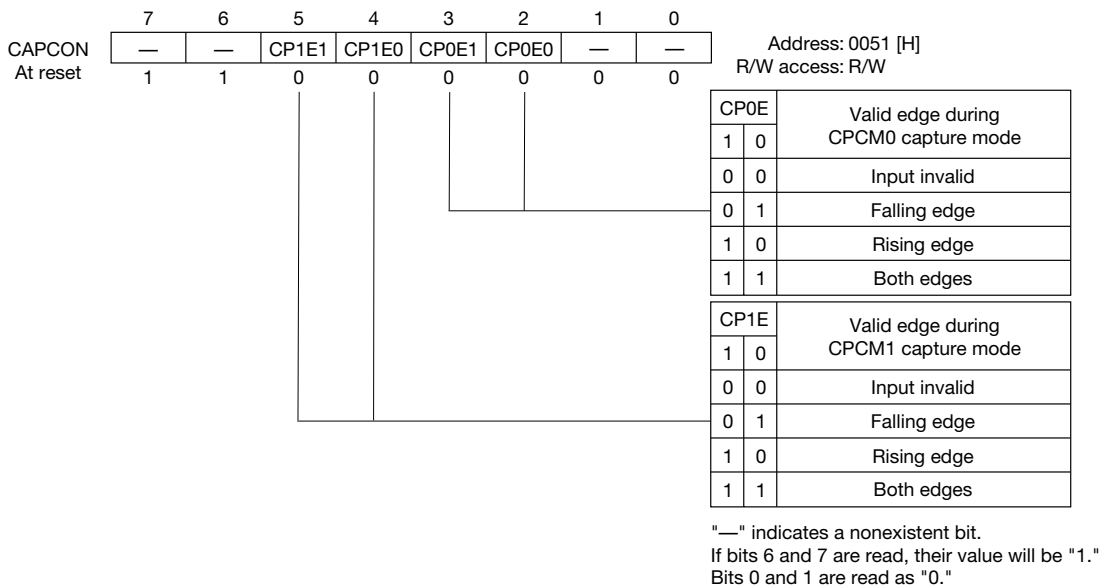 7 6 5 4 3 2 1 0
CAPCON — — CP1E1 CP1E0 CP0E1 CP0E0 — — Address: 0051 [H]
At reset 1 1 0 0 0 0 0 0 R/W access: R/W
CP0E Valid edge during
1 0 CPCM0 capture mode
0 0 Input invalid
0 1 Falling edge
1 0 Rising edge
1 1 Both edges
CP1E Valid edge during
1 0 CPCM1 capture mode
0 0 Input invalid
0 1 Falling edge
1 0 Rising edge
1 1 Both edges
"—" indicates a nonexistent bit.
If bits 6 and 7 are read, their value will be "1."
Bits 0 and 1 are read as "0."